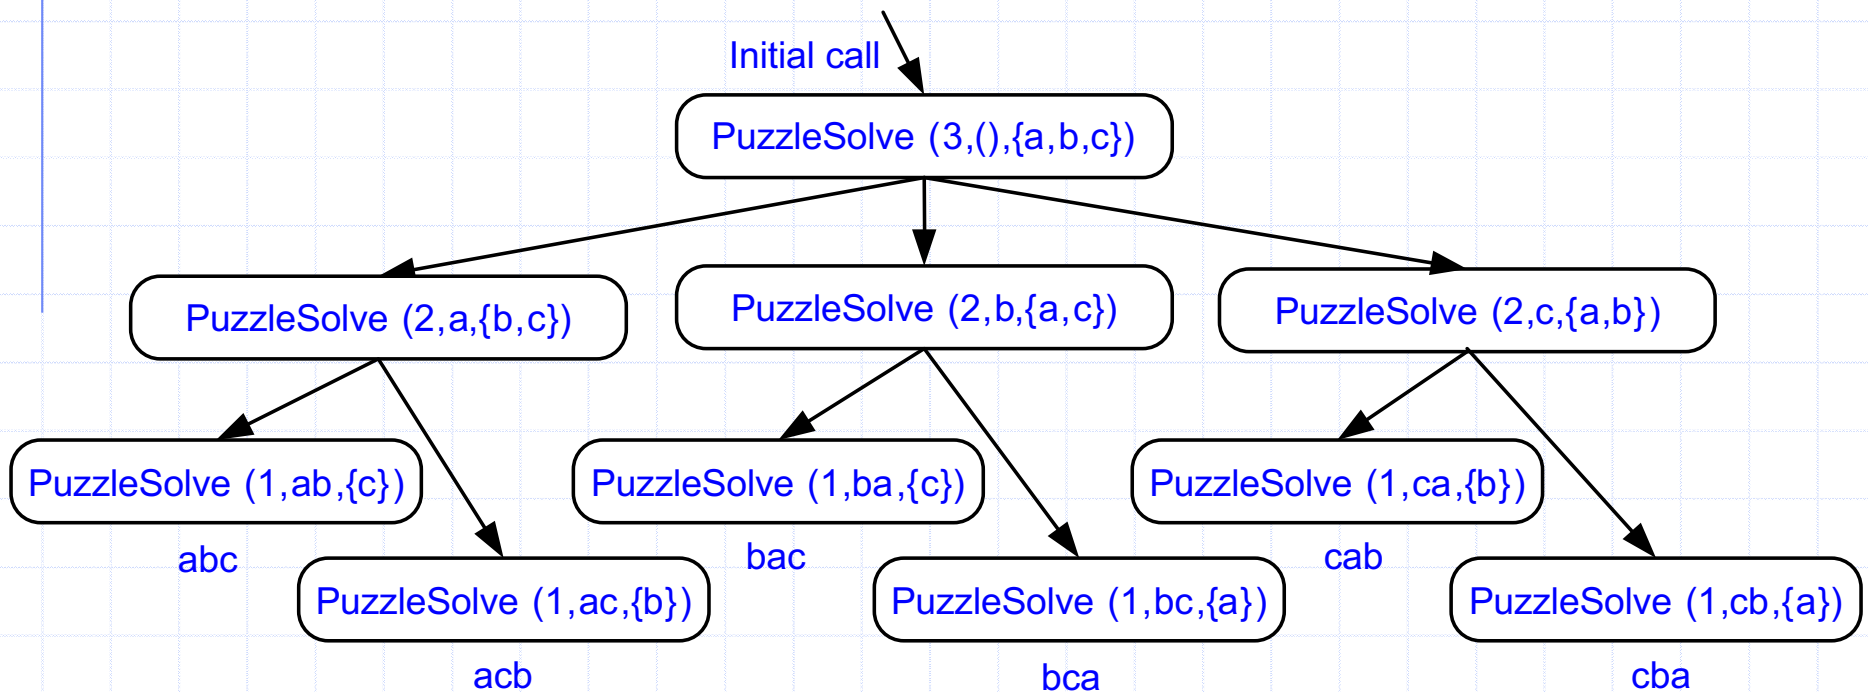 Initial call
PuzzleSolve (3,(),{a,b,c})
PuzzleSolve (2,a,{b,c})
PuzzleSolve (2,b,{a,c})
PuzzleSolve (2,c,{a,b})
PuzzleSolve (1,ab,{c})
PuzzleSolve (1,ba,{c})
PuzzleSolve (1,ca,{b})
abc
bac
cab
PuzzleSolve (1,ac,{b})
PuzzleSolve (1,bc,{a})
PuzzleSolve (1,cb,{a})
acb
bca
cba